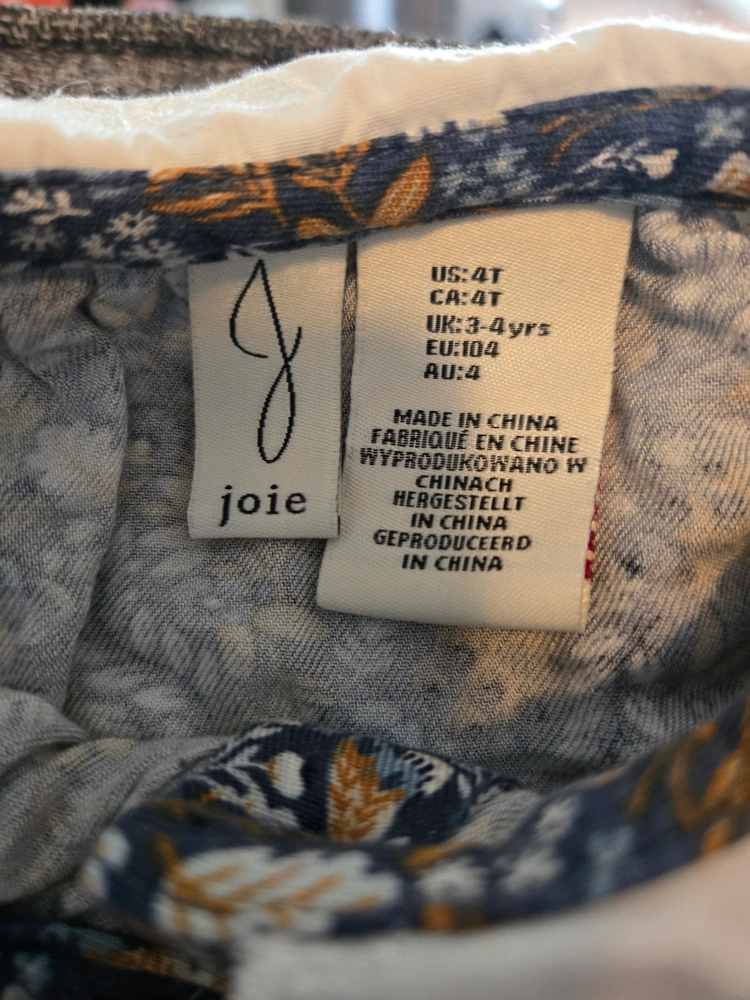 J
joie
US:4T
CA:4T
UK:3-4yrs
EU:104
AU:4
MADE IN CHINA
FABRIQUÉ EN CHINE
WYPRODUKOWANO W
CHINACH
HERGESTELLT
IN CHINA
GEPRODUCEERD
IN CHINA